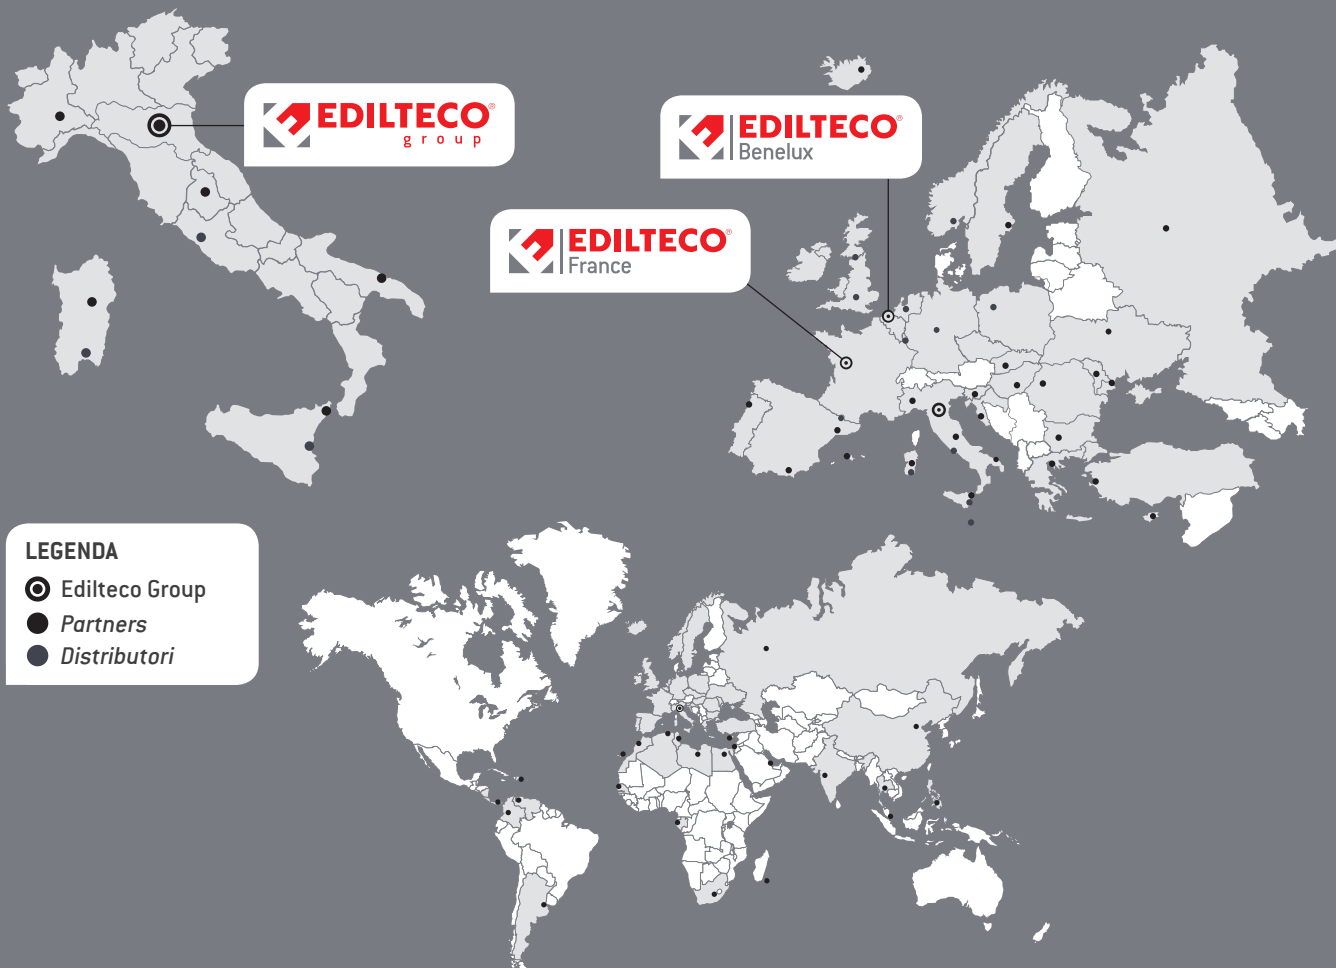 EDILTECO®
group
EDILTECO®
Benelux
EDILTECO®
France
LEGENDA
Edilteco Group
Partners
Distributori